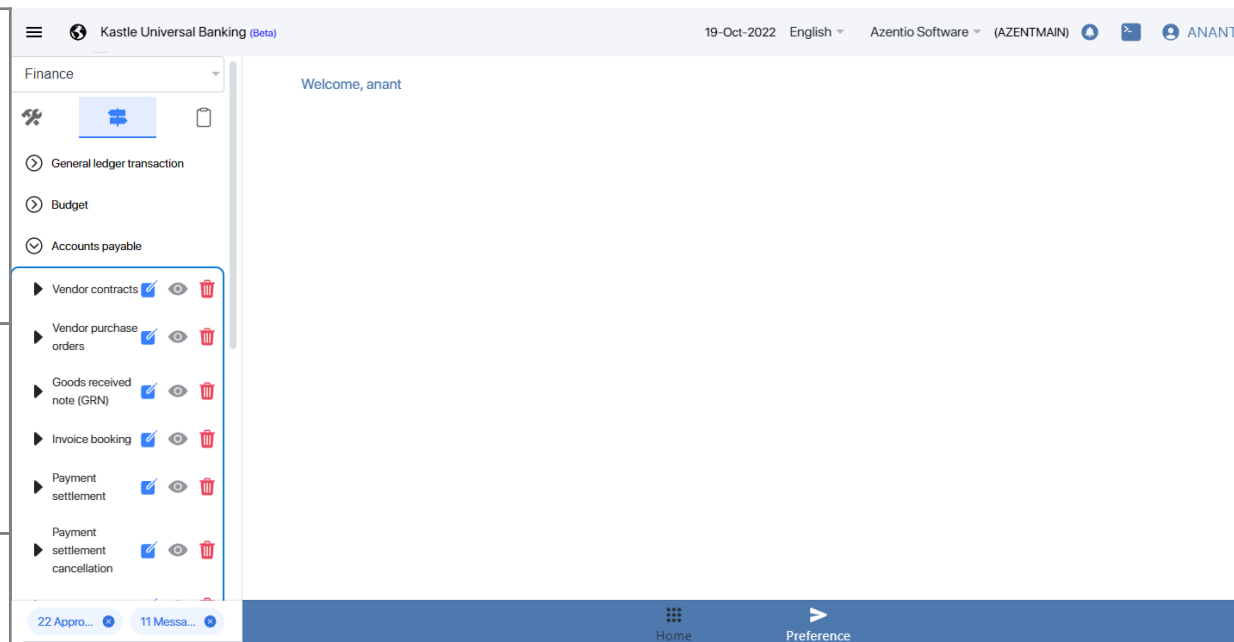 Kastle Universal Banking (Beta)
19-Oct-2022 English Azentio Software (AZENTMAIN) ANANT
Finance
Welcome, anant
General ledger transaction
Budget
Accounts payable
Vendor contracts
Vendor purchase
orders
Goods received
note (GRN)
Invoice booking
Payment
settlement
Payment
settlement
cancellation
22 Appro...
11 Messa...
Home
Preference